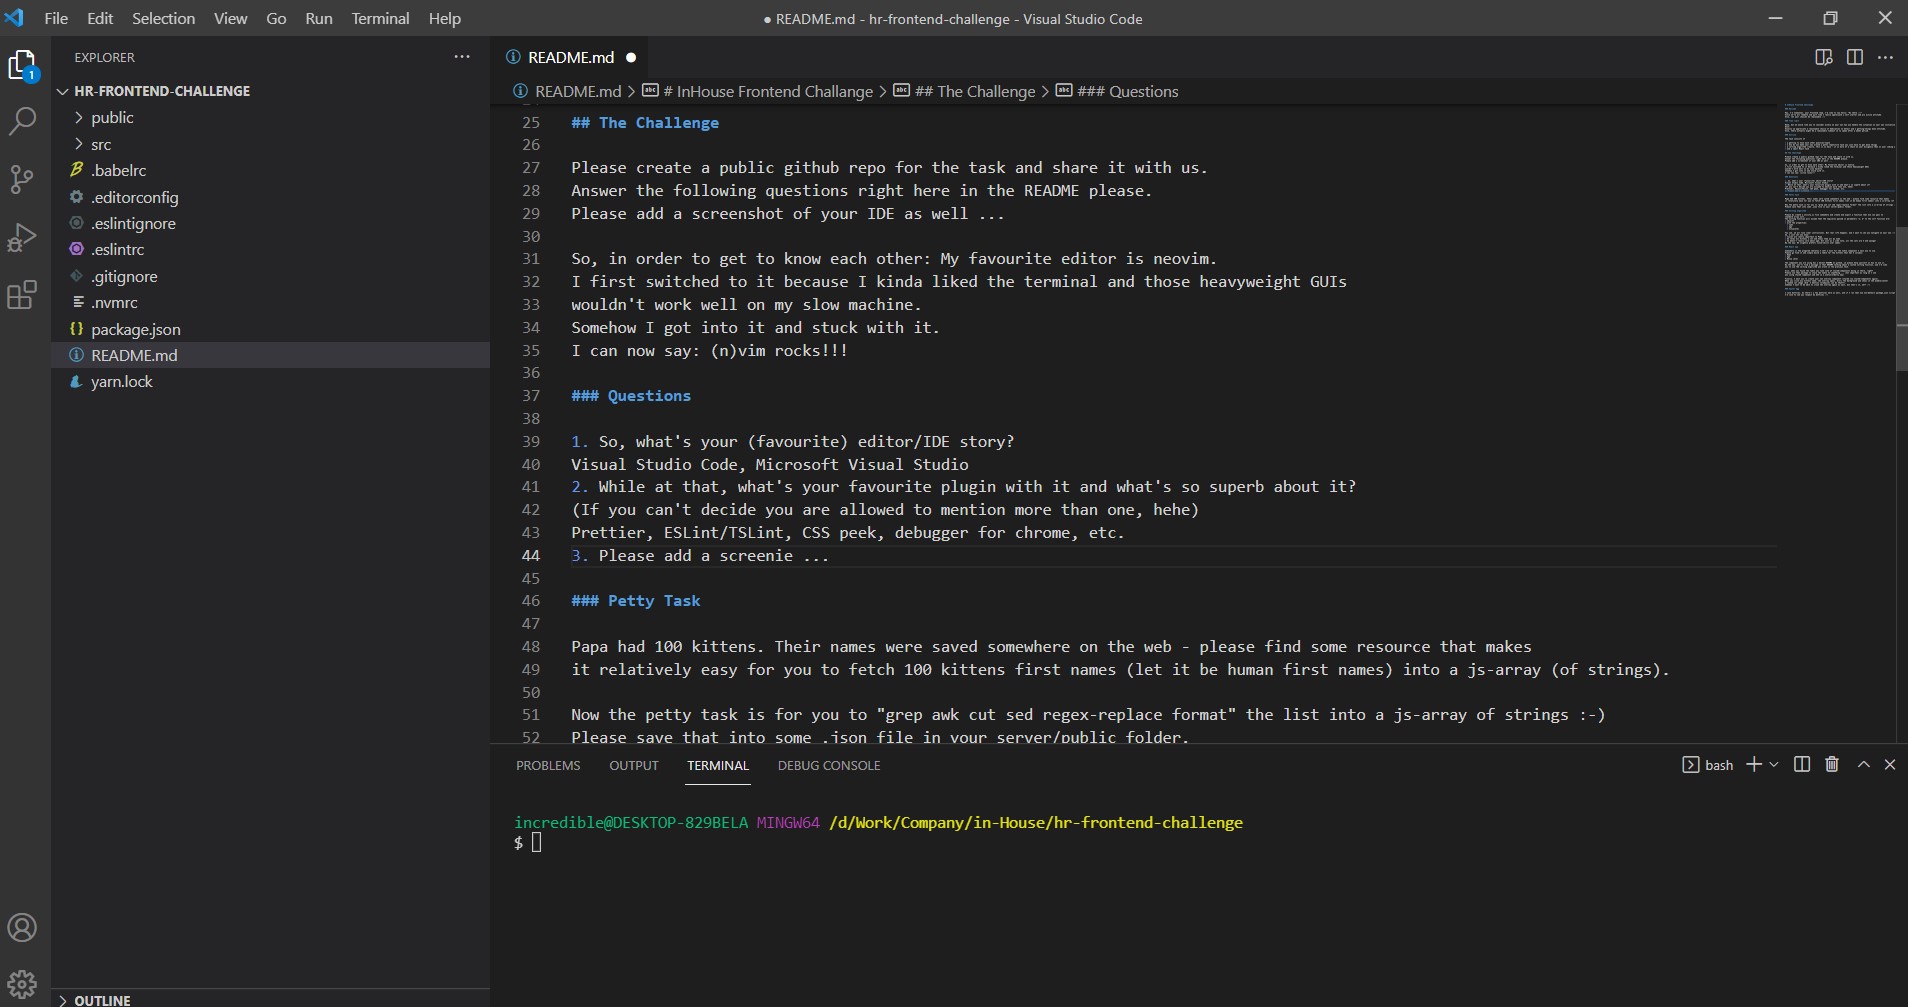 File Edit Selection View Go Run Terminal Help
● README.md - hr-frontend-challenge - Visual Studio Code
EXPLORER
1
HR-FRONTEND-CHALLENGE
public
src
.babelrc
.editorconfig
.eslintignore
.eslintrc
.gitignore
.nvmrc
package.json
README.md
yarn.lock
OUTLINE
README.md ●
README.md > # InHouse Frontend Challange > ## The Challenge > ### Questions
25 ## The Challenge
26
27 Please create a public github repo for the task and share it with us.
28 Answer the following questions right here in the README please.
29 Please add a screenshot of your IDE as well ...
30
31 So, in order to get to know each other: My favourite editor is neovim.
32 I first switched to it because I kinda liked the terminal and those heavyweight GUIs
33 wouldn't work well on my slow machine.
34 Somehow I got into it and stuck with it.
35 I can now say: (n)vim rocks!!!
36
37 ### Questions
38
39 1. So, what's your (favourite) editor/IDE story?
40 Visual Studio Code, Microsoft Visual Studio
41 2. While at that, what's your favourite plugin with it and what's so superb about it?
42 (If you can't decide you are allowed to mention more than one, hehe)
43 Prettier, ESLint/TSLint, CSS peek, debugger for chrome, etc.
44 3. Please add a screenie ...
45
46 ### Petty Task
47
48 Papa had 100 kittens. Their names were saved somewhere on the web - please find some resource that makes
49 it relatively easy for you to fetch 100 kittens first names (let it be human first names) into a js-array (of strings).
50
51 Now the petty task is for you to "grep awk cut sed regex-replace format" the list into a js-array of strings :-)
52 Please save that into some .json file in your server/public folder.
PROBLEMS OUTPUT TERMINAL DEBUG CONSOLE
bash
incredible@DESKTOP-829BELA MINGW64 /d/Work/Company/in-House/hr-frontend-challenge
$